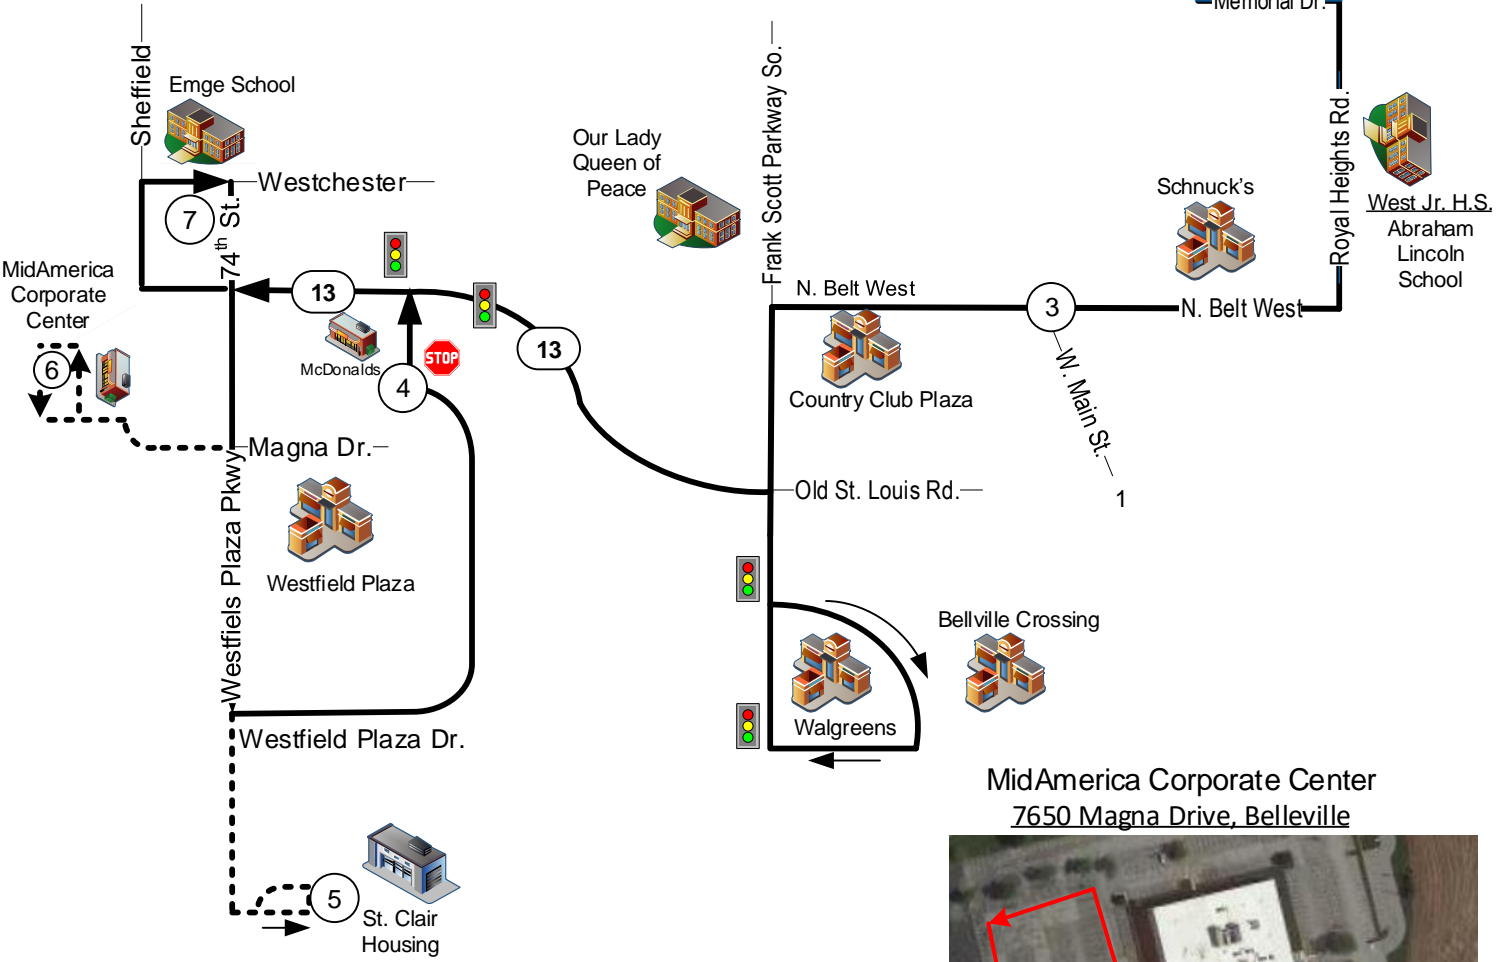 Memorial Dr.
Sheffield
Emge School
Frank Scott Parkway So.
Royal Heights Rd.
Our Lady
Queen of
Peace
Westchester
Schnuck's
West Jr. H.S.
Abraham
Lincoln
School
7
74th St.
MidAmerica
Corporate
Center
13
N. Belt West
3
N. Belt West
McDonalds
STOP
13
6
4
W. Main St.
1
Country Club Plaza
Magna Dr.
Westfiels Plaza Pkwy
Old St. Louis Rd.
Westfield Plaza
Bellville Crossing
Walgreens
Westfield Plaza Dr.
5
St. Clair
Housing
MidAmerica Corporate Center
7650 Magna Drive, Belleville